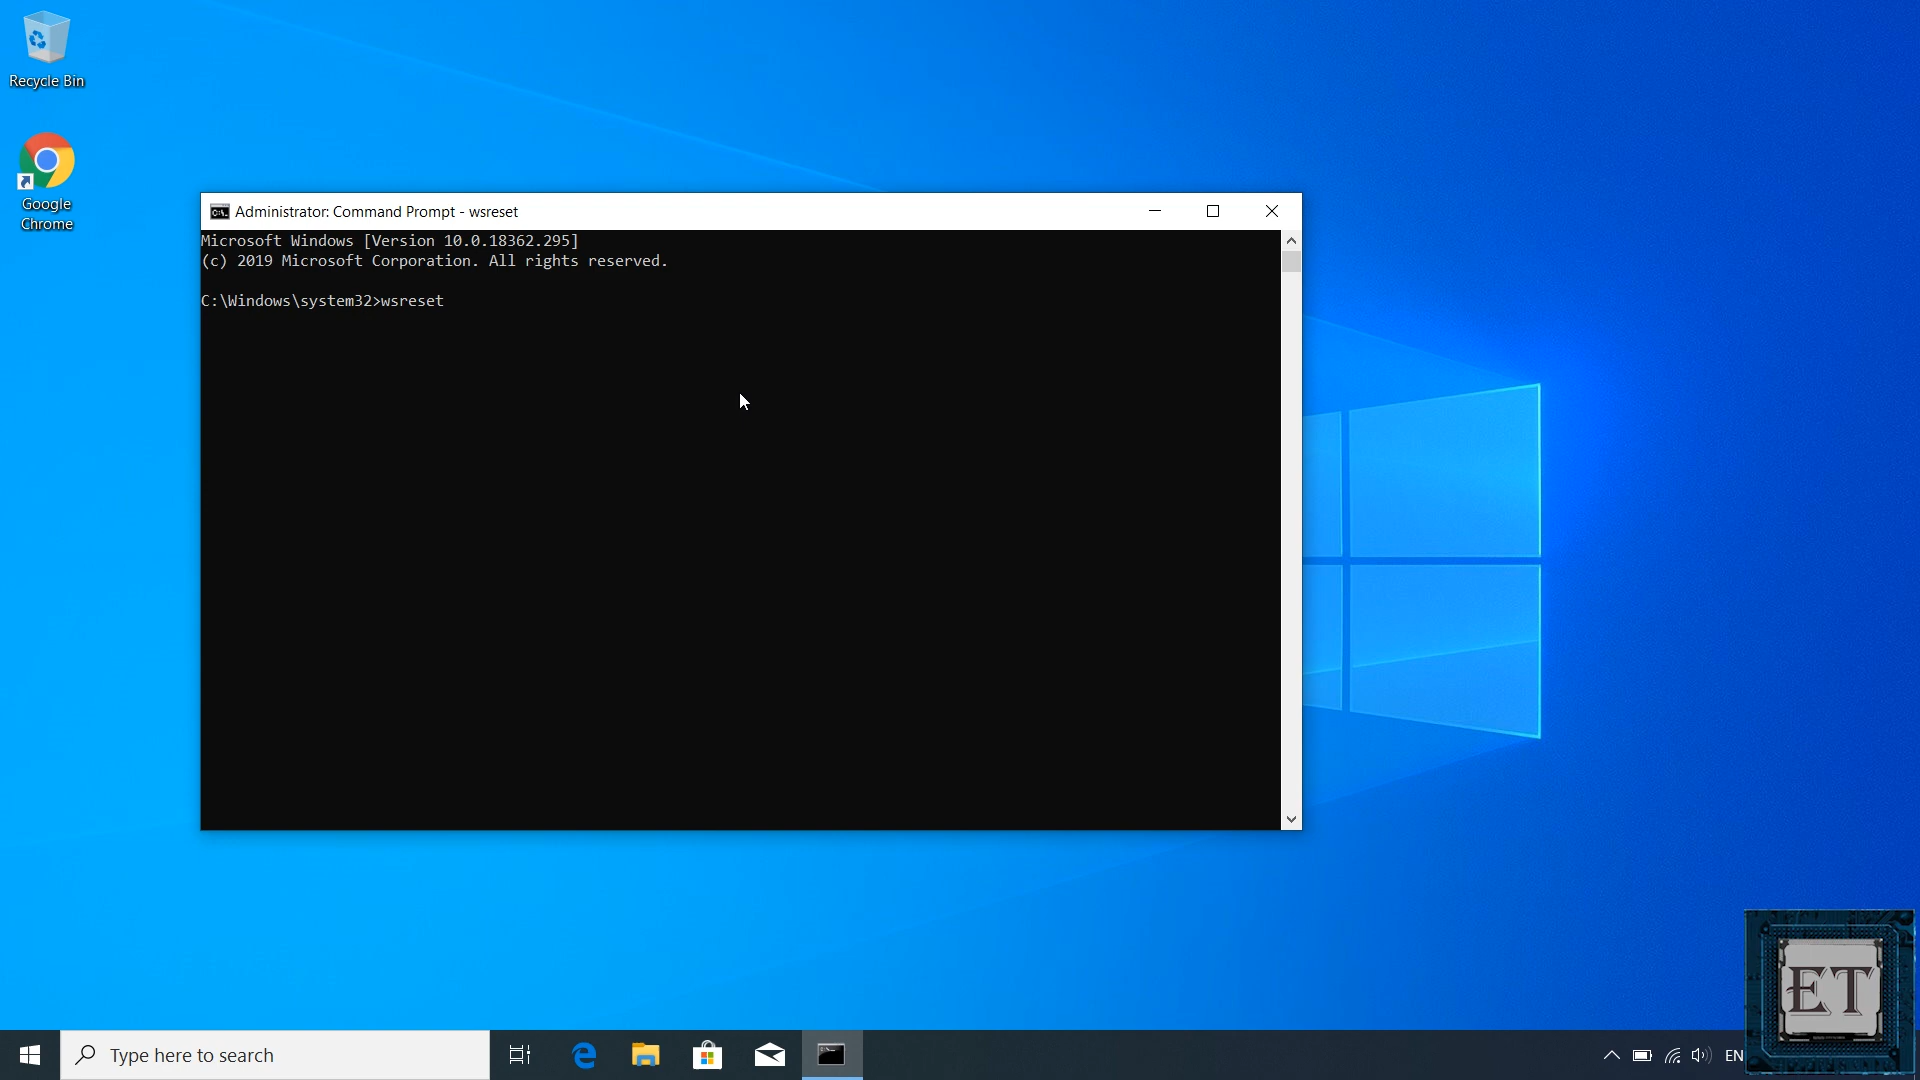 Recycle Bin
Google
Chrome
Administrator: Command Prompt - wsreset
Microsoft Windows [Version 10.0.18362.295]
(c) 2019 Microsoft Corporation. All rights reserved.
C:\Windows\system32>wsreset
ET
Type here to search
EN